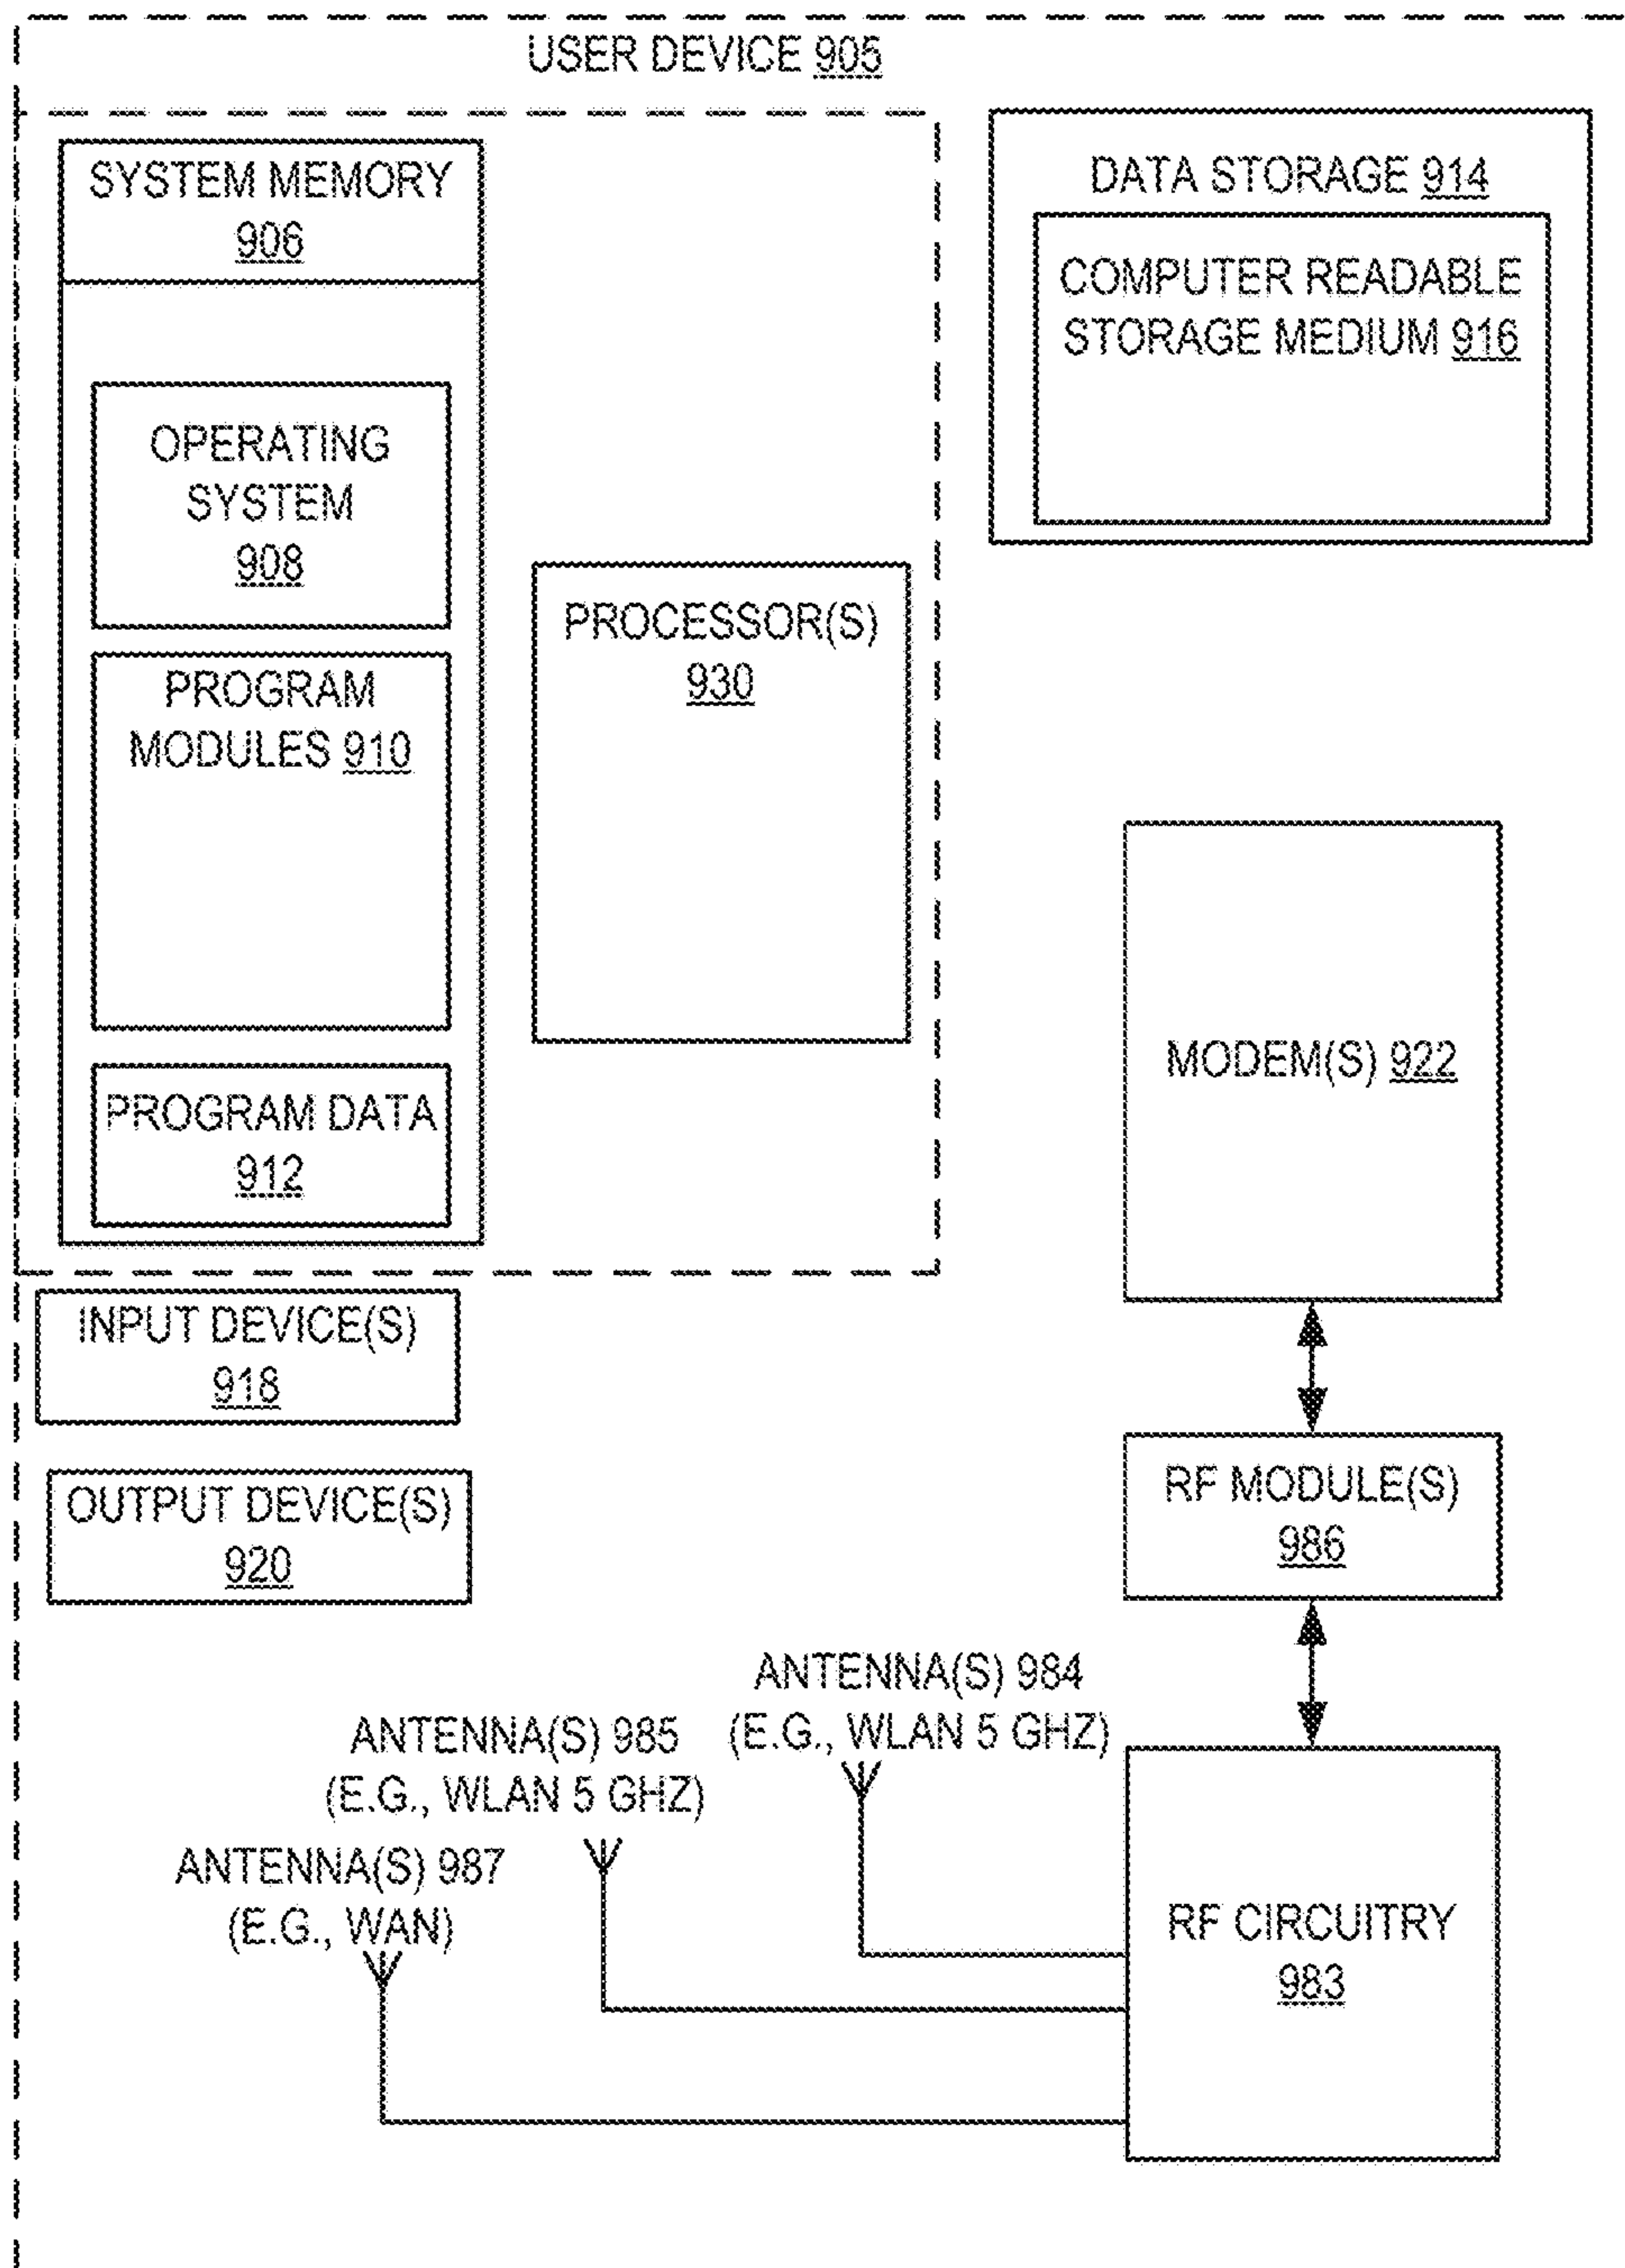 USER DEVICE 905
SYSTEM MEMORY
906
OPERATING
SYSTEM
908
PROGRAM
MODULES 910
PROGRAM DATA
912
PROCESSOR(S)
930
DATA STORAGE 914
COMPUTER READABLE
STORAGE MEDIUM 916
MODEM(S) 922
INPUT DEVICE(S)
918
OUTPUT DEVICE(S)
920
RF MODULE(S)
986
ANTENNA(S) 984
(E.G., WLAN 5 GHZ)
ANTENNA(S) 985
(E.G., WLAN 5 GHZ)
ANTENNA(S) 987
(E.G., WAN)
RF CIRCUITRY
983